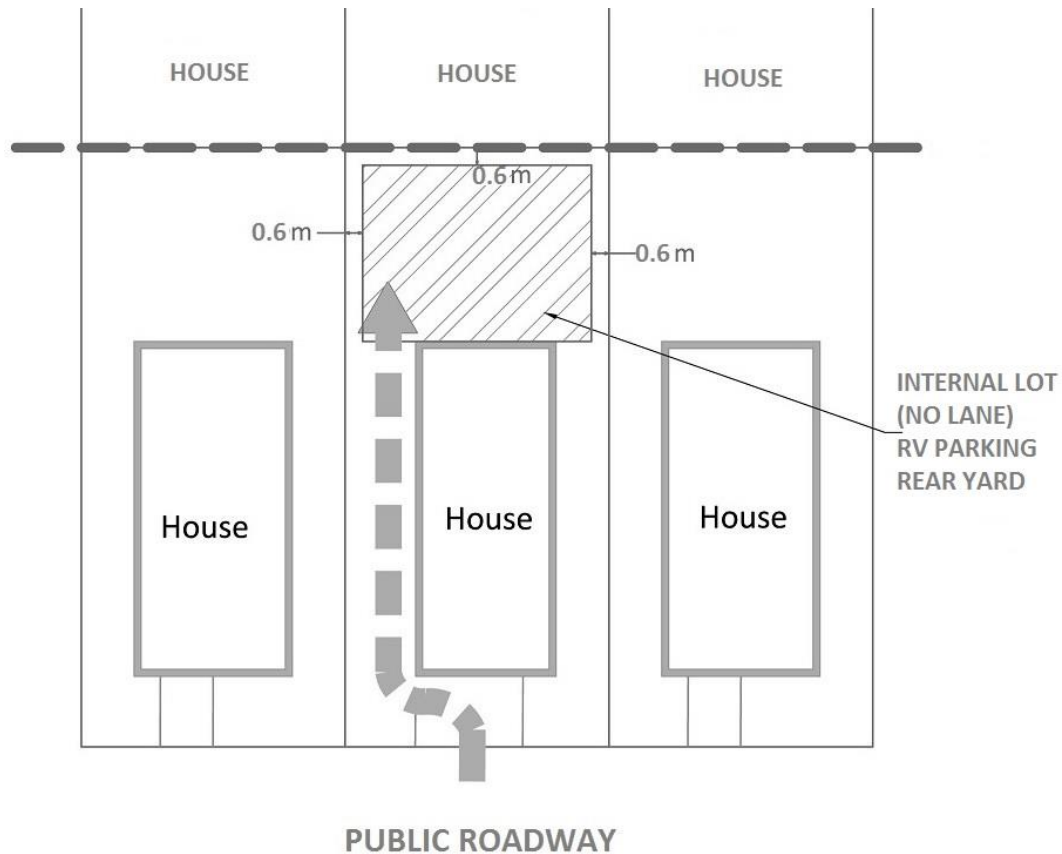 HOUSE
HOUSE
HOUSE
0.6 m
0.6 m
0.6 m
INTERNAL LOT
(NO LANE)
RV PARKING
REAR YARD
House
House
House
PUBLIC ROADWAY